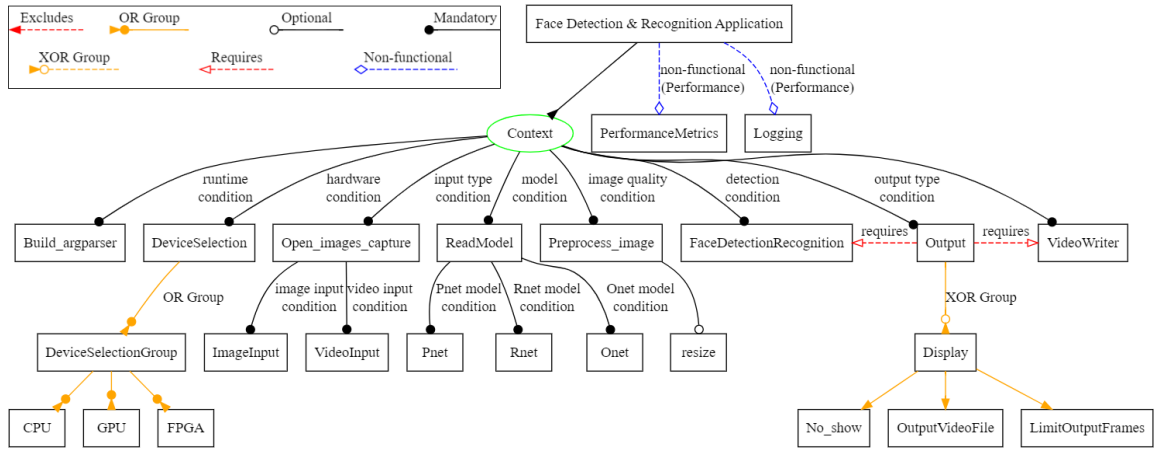 Excludes
OR Group
Optional
Mandatory
XOR Group
Requires
Non-functional
Face Detection & Recognition Application
non-functional
(Performance)
non-functional
(Performance)
Context
PerformanceMetrics
Logging
runtime
condition
hardware
condition
input type
condition
model
condition
image quality
condition
detection
condition
output type
condition
Build_argparser
DeviceSelection
Open_images_capture
ReadModel
Preprocess_image
FaceDetectionRecognition
requires
Output
requires
VideoWriter
OR Group
image input
condition
video input
condition
Pnet model
condition
Rnet model
condition
Onet model
condition
XOR Group
DeviceSelectionGroup
ImageInput
VideoInput
Pnet
Rnet
Onet
resize
Display
CPU
GPU
FPGA
No_show
OutputVideoFile
LimitOutputFrames